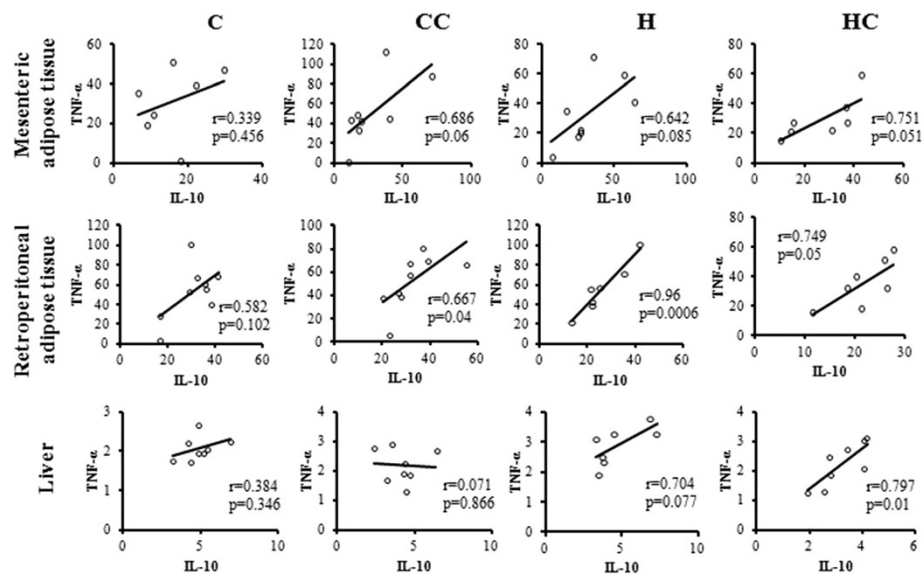 C CC H HC
Mesenteric
adipose tissue
TNF-α
60
40
20
0
0 20 40
IL-10
r=0.339
p=0.456
TNF-α
120
100
80
60
40
20
0
0 50 100
IL-10
r=0.686
p=0.06
TNF-α
80
60
40
20
0
0 50 100
IL-10
r=0.642
p=0.085
TNF-α
80
60
40
20
0
0 20 40 60
IL-10
r=0.751
p=0.051
Retroperitoneal
adipose tissue
TNF-α
120
100
80
60
40
20
0
0 20 40 60
IL-10
r=0.582
p=0.102
TNF-α
100
80
60
40
20
0
0 20 40 60
IL-10
r=0.667
p=0.04
TNF-α
120
100
80
60
40
20
0
0 20 40 60
IL-10
r=0.96
p=0.0006
TNF-α
80
60
40
20
0
0 10 20 30
IL-10
r=0.749
p=0.05
Liver
TNF-α
3
2
1
0
0 5 10
IL-10
r=0.384
p=0.346
TNF-α
4
3
2
1
0
0 5 10
IL-10
r=0.071
p=0.866
TNF-α
4
3
2
1
0
0 5 10
IL-10
r=0.704
p=0.077
TNF-α
4
3
2
1
0
0 2 4 6
IL-10
r=0.797
p=0.01